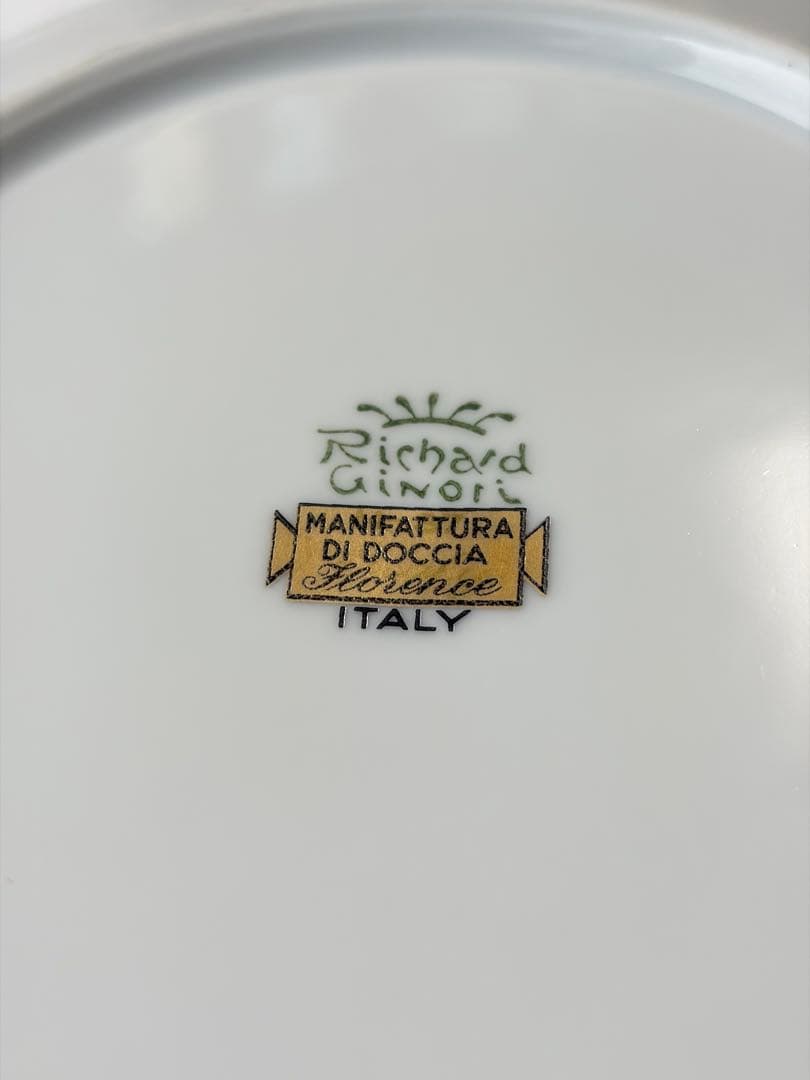 Richard
Ginori
MANIFATTURA
DI DOCCIA
Florence
ITALY